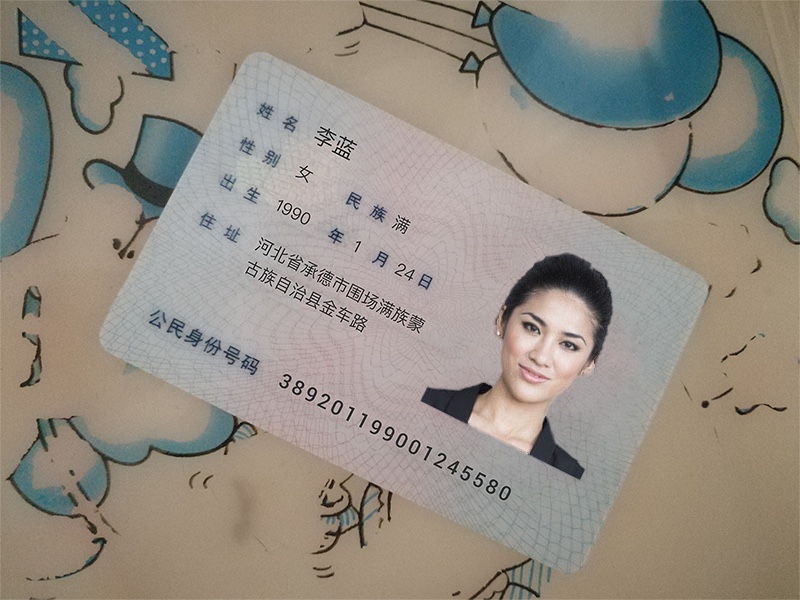 姓名 李蓝
性别 女 民族 满
出生 1990 年 1 月 24 日
住址 河北省承德市围场满族蒙
古族自治县金车路
公民身份号码 389201199001245580